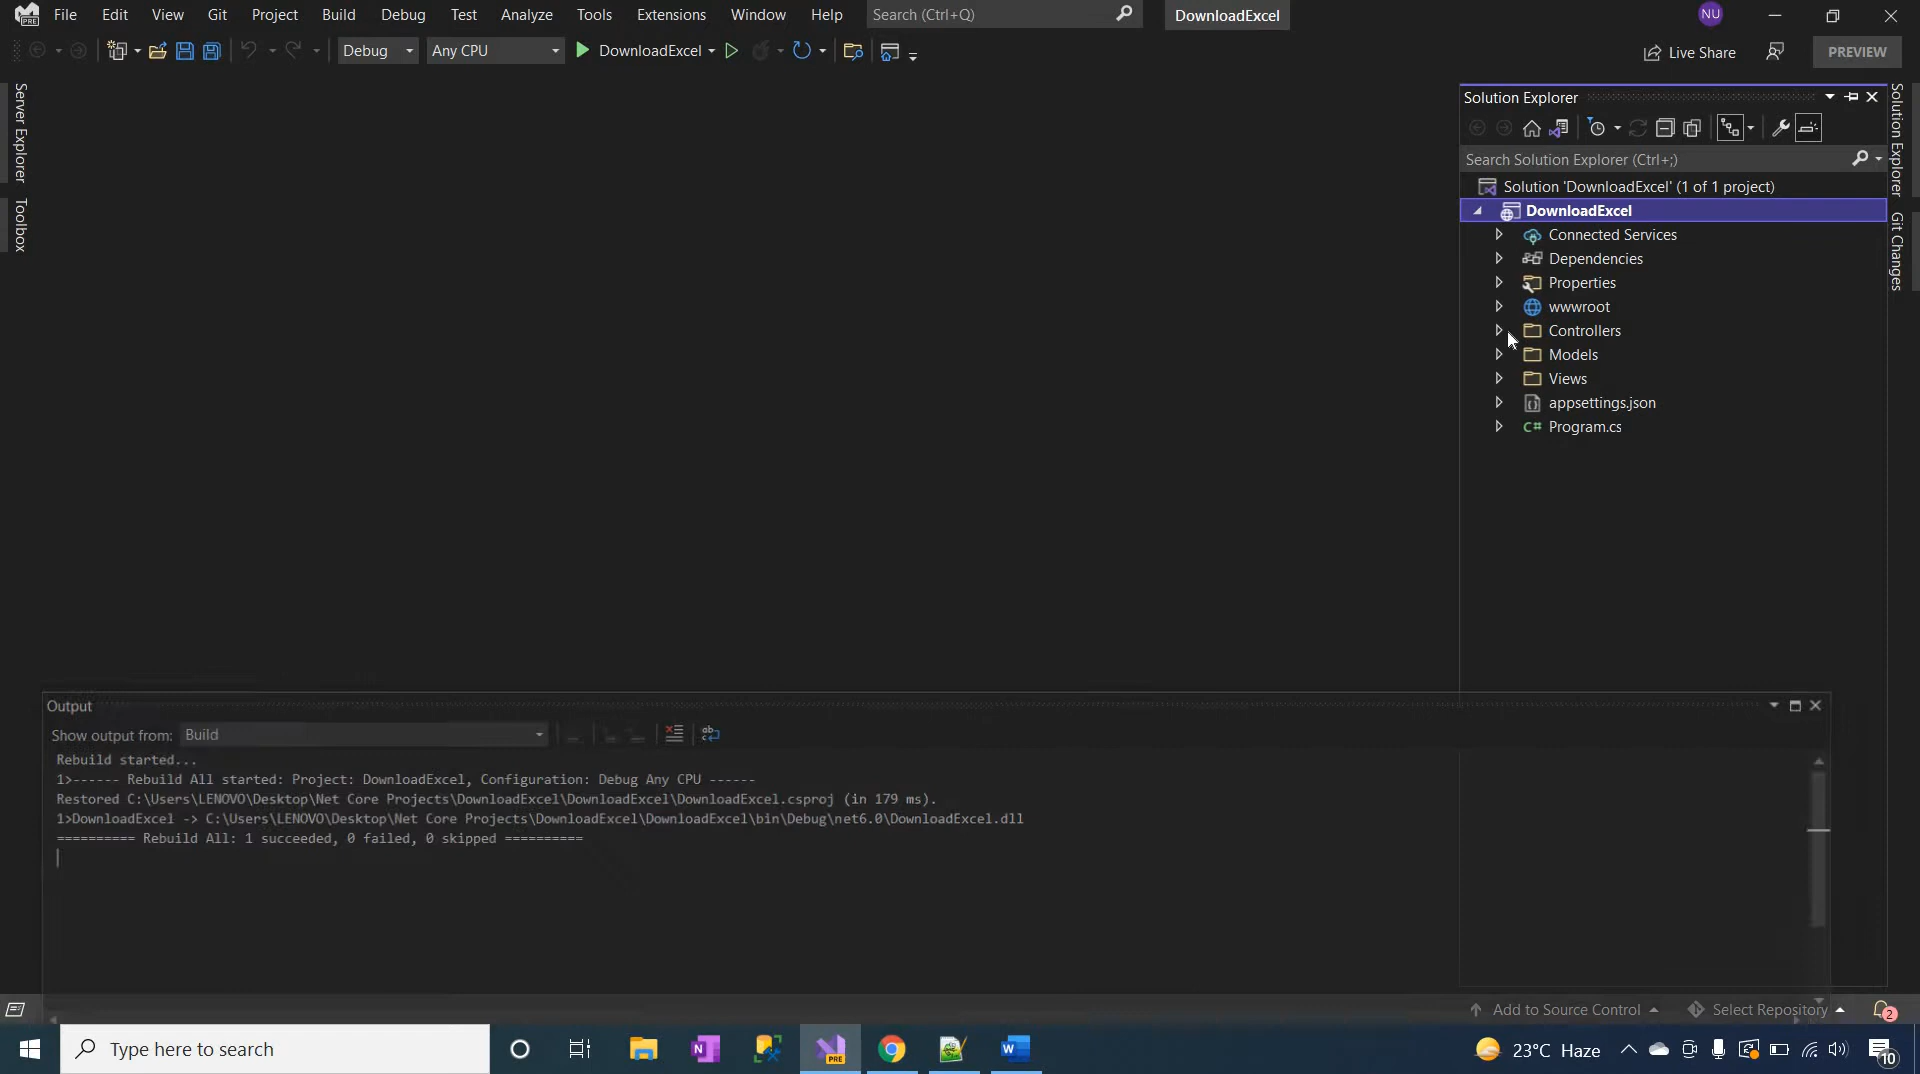 File Edit View Git Project Build Debug Test Analyze Tools Extensions Window Help Search (Ctrl+Q) DownloadExcel NU
Debug Any CPU DownloadExcel Live Share PREVIEW
Server Explorer
Toolbox
Solution Explorer
Search Solution Explorer (Ctrl+;)
Solution 'DownloadExcel' (1 of 1 project)
DownloadExcel
Connected Services
Dependencies
Properties
wwwroot
Controllers
Models
Views
appsettings.json
C# Program.cs
Solution Explorer
Git Changes
Output
Show output from: Build
Rebuild started...
1>------ Rebuild All started: Project: DownloadExcel, Configuration: Debug Any CPU ------
Restored C:\Users\LENOVO\Desktop\Net Core Projects\DownloadExcel\DownloadExcel\DownloadExcel.csproj (in 179 ms).
1>DownloadExcel -> C:\Users\LENOVO\Desktop\Net Core Projects\DownloadExcel\DownloadExcel\bin\Debug\net6.0\DownloadExcel.dll
========== Rebuild All: 1 succeeded, 0 failed, 0 skipped ==========
Add to Source Control Select Repository 2
Type here to search N PRE W 23°C Haze 10